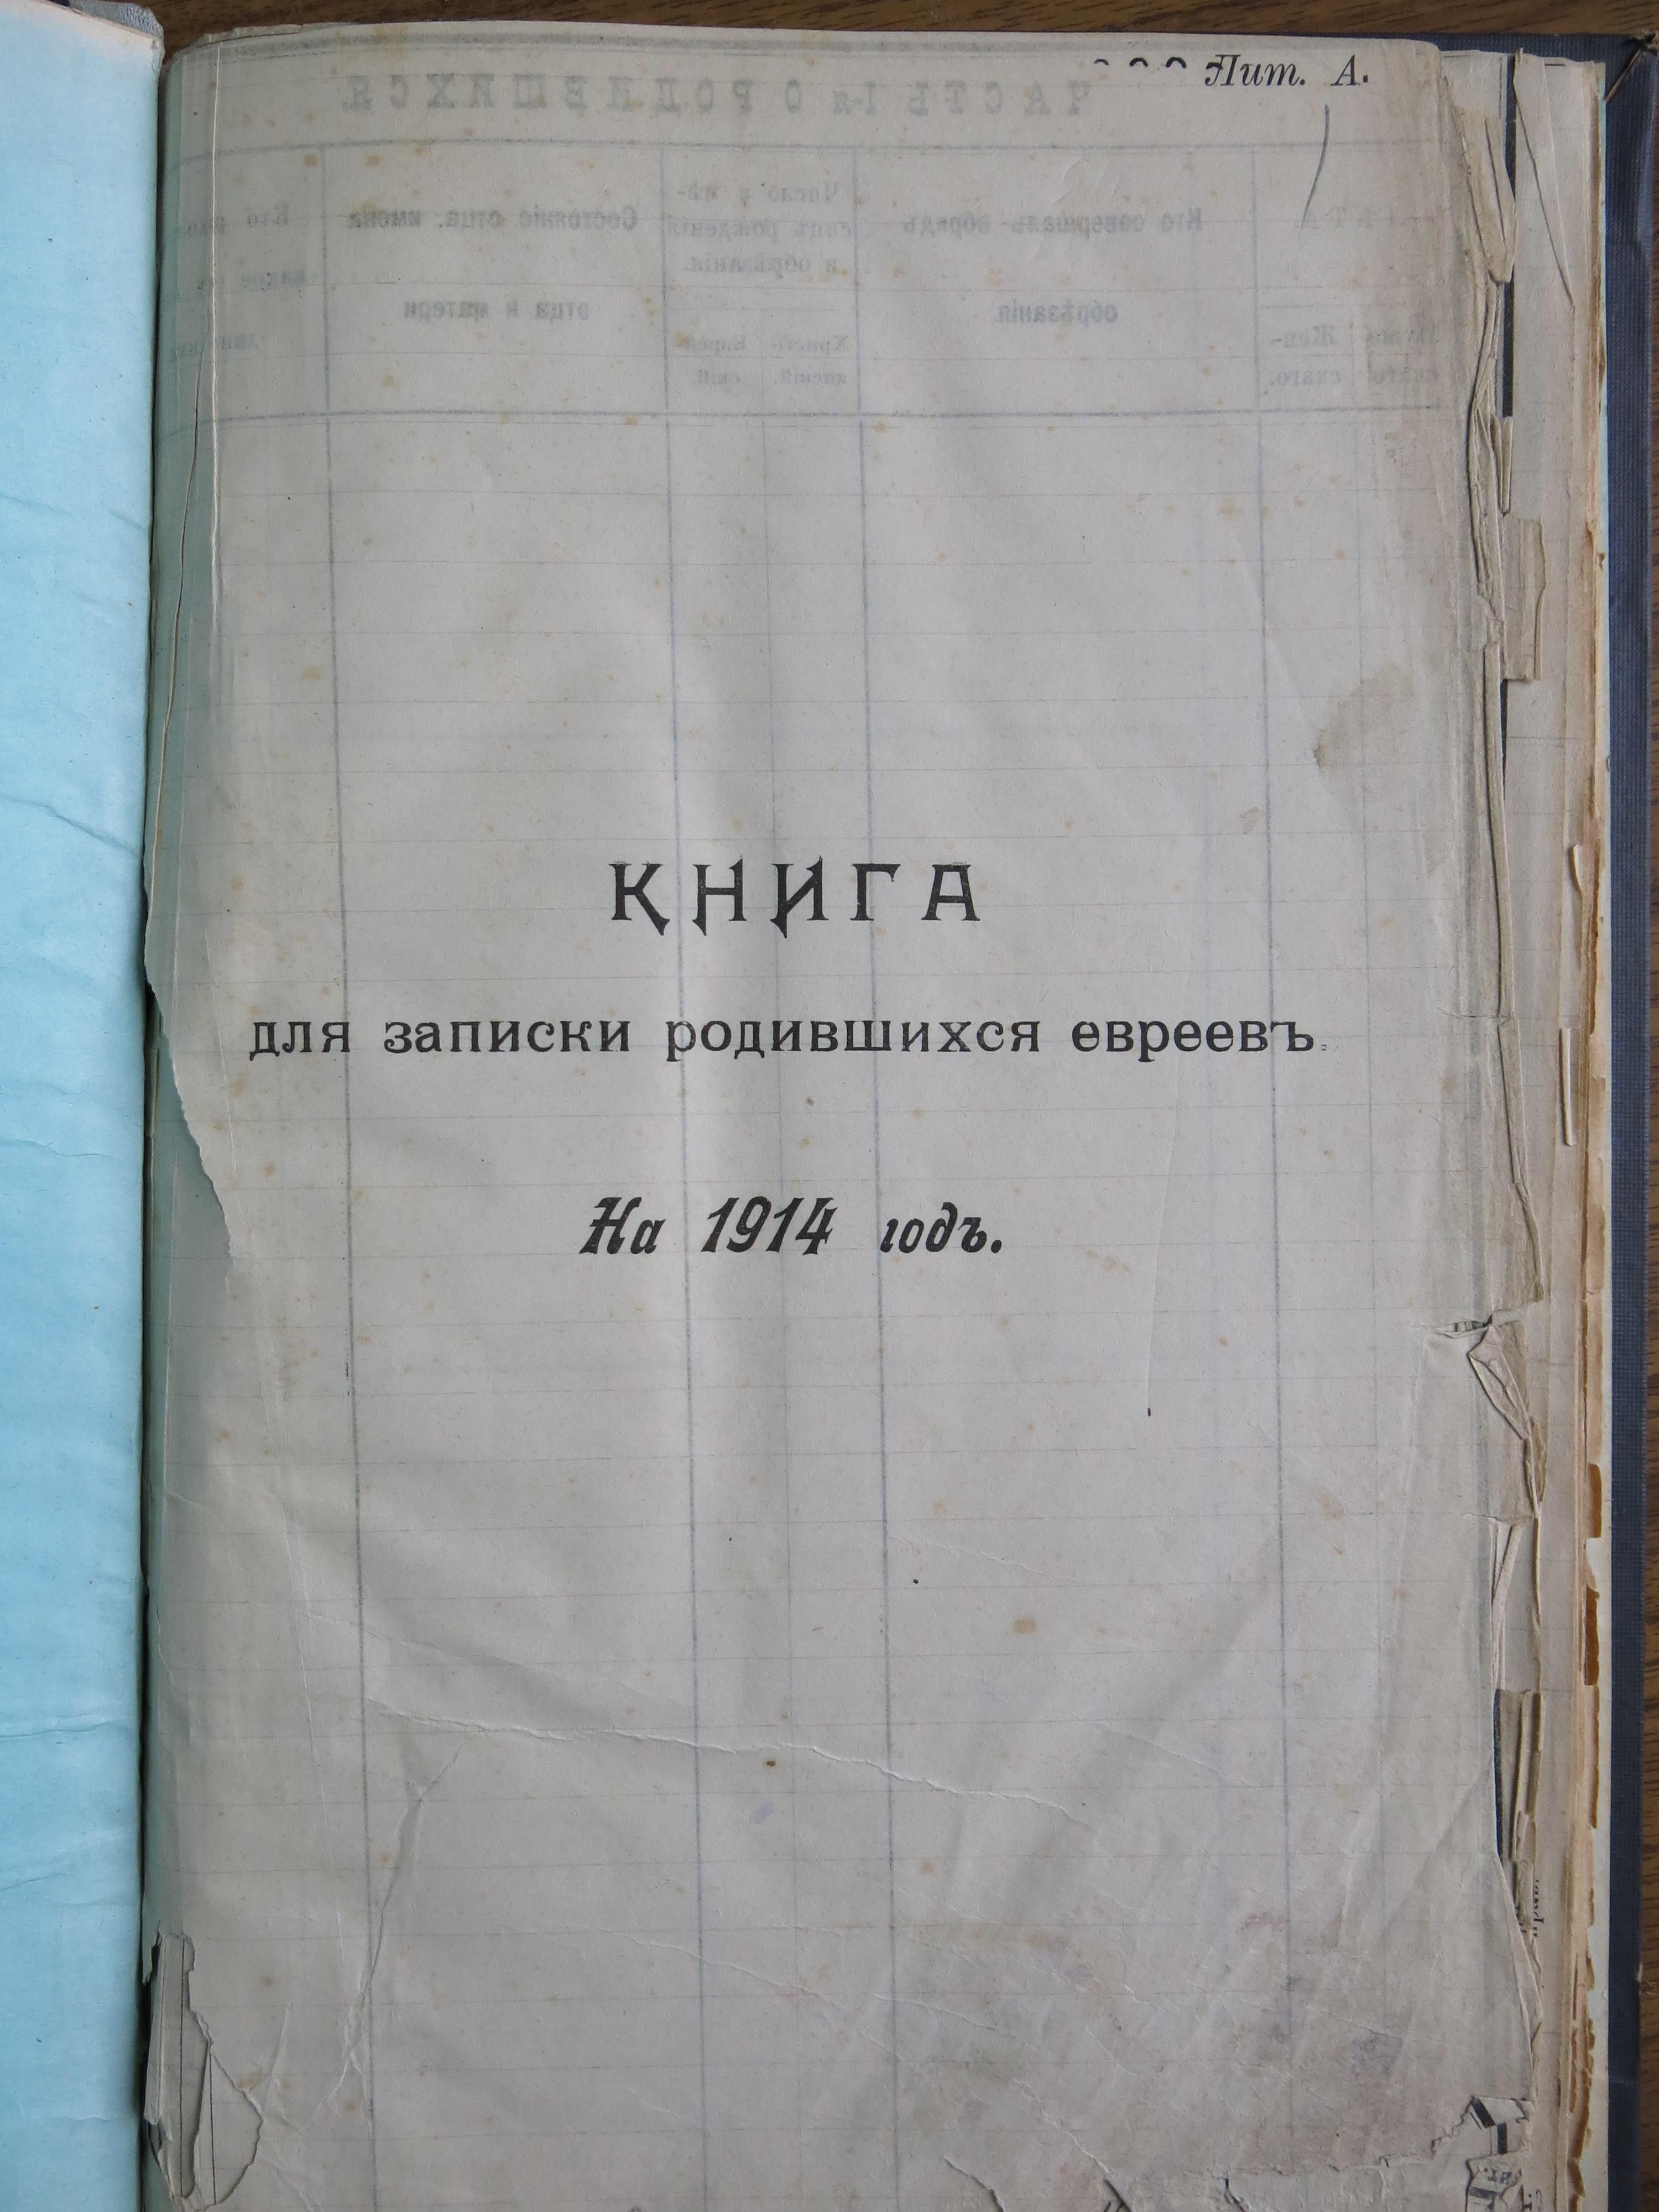 Лит. А.
КНИГА
для записки родившихся евреевъ.
На 1914 годъ.